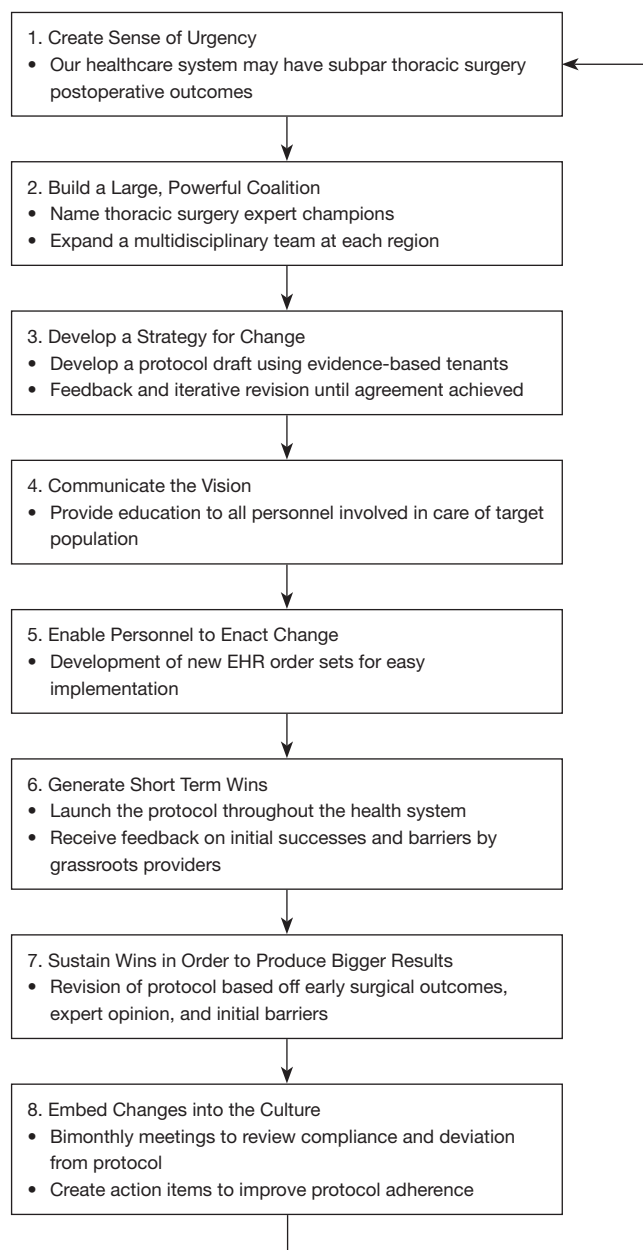 1. Create Sense of Urgency
• Our healthcare system may have subpar thoracic surgery
postoperative outcomes
2. Build a Large, Powerful Coalition
• Name thoracic surgery expert champions
• Expand a multidisciplinary team at each region
3. Develop a Strategy for Change
• Develop a protocol draft using evidence-based tenants
• Feedback and iterative revision until agreement achieved
4. Communicate the Vision
• Provide education to all personnel involved in care of target
population
5. Enable Personnel to Enact Change
• Development of new EHR order sets for easy
implementation
6. Generate Short Term Wins
• Launch the protocol throughout the health system
• Receive feedback on initial successes and barriers by
grassroots providers
7. Sustain Wins in Order to Produce Bigger Results
• Revision of protocol based off early surgical outcomes,
expert opinion, and initial barriers
8. Embed Changes into the Culture
• Bimonthly meetings to review compliance and deviation
from protocol
• Create action items to improve protocol adherence